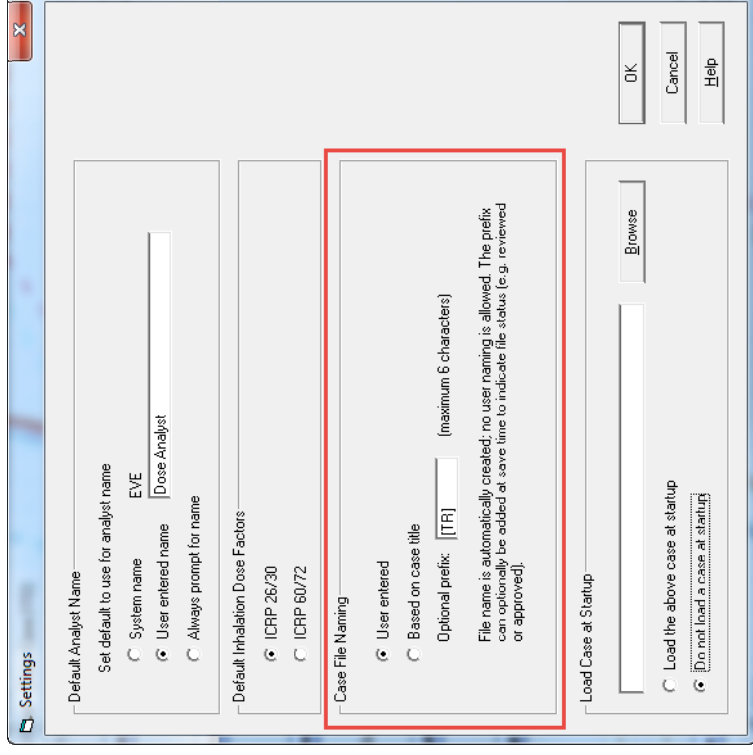 Settings
Default Analyst Name
Set default to use for analyst name
System name EVE
User entered name Dose Analyst
Always prompt for name
Default Inhalation Dose Factors
ICRP 26/30
ICRP 60/72
Case File Naming
User entered
Based on case title
Optional prefix: [TR] (maximum 6 characters)
File name is automatically created; no user naming is allowed. The prefix
can optionally be added at save time to indicate file status (e.g. reviewed
or approved).
Load Case at Startup
Browse
Load the above case at startup
Do not load a case at startup
OK
Cancel
Help